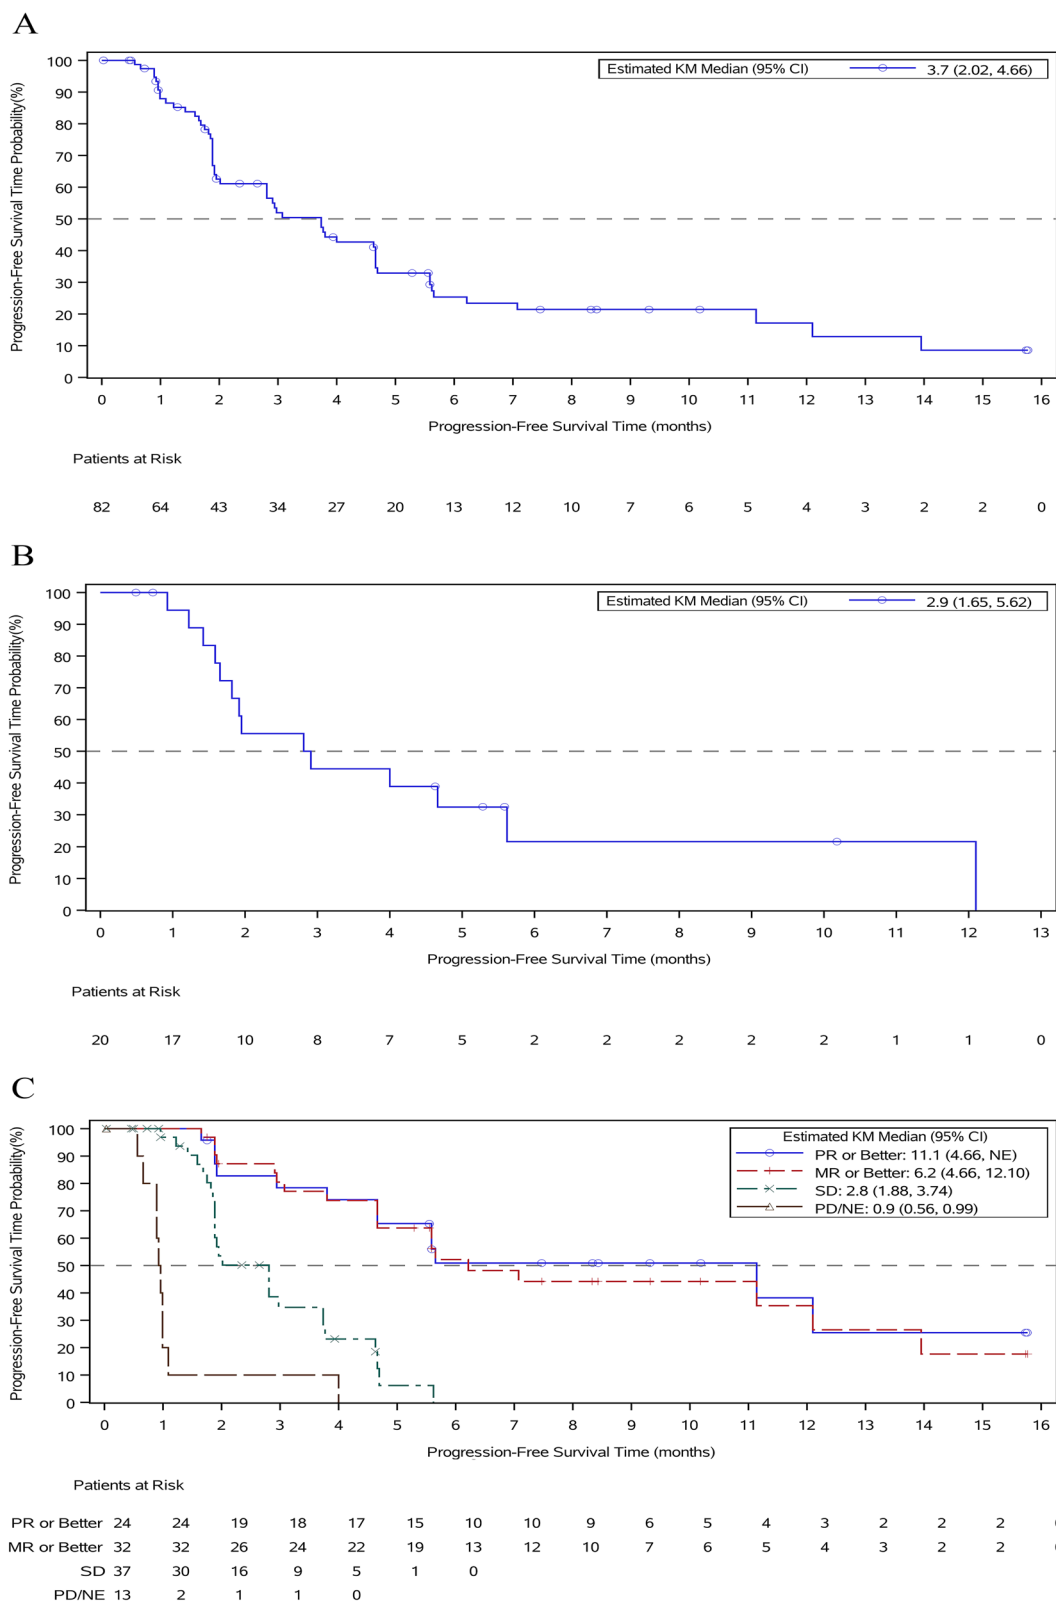 A
Progression-Free Survival Time Probability(%)
100
90
80
70
60
50
40
30
20
10
0
Estimated KM Median (95% CI) 3.7 (2.02, 4.66)
0 1 2 3 4 5 6 7 8 9 10 11 12 13 14 15 16
Progression-Free Survival Time (months)
Patients at Risk
82 64 43 34 27 20 13 12 10 7 6 5 4 3 2 2 0
B
Progression-Free Survival Time Probability(%)
100
90
80
70
60
50
40
30
20
10
0
Estimated KM Median (95% CI) 2.9 (1.65, 5.62)
0 1 2 3 4 5 6 7 8 9 10 11 12 13
Progression-Free Survival Time (months)
Patients at Risk
20 17 10 8 7 5 2 2 2 2 2 1 1 0
C
Progression-Free Survival Time Probability(%)
100
90
80
70
60
50
40
30
20
10
0
Estimated KM Median (95% CI)
PR or Better: 11.1 (4.66, NE)
MR or Better: 6.2 (4.66, 12.10)
SD: 2.8 (1.88, 3.74)
PD/NE: 0.9 (0.56, 0.99)
0 1 2 3 4 5 6 7 8 9 10 11 12 13 14 15 16
Progression-Free Survival Time (months)
Patients at Risk
PR or Better 24 24 19 18 17 15 10 10 9 6 5 4 3 2 2 2
MR or Better 32 32 26 24 22 19 13 12 10 7 6 5 4 3 2 2
SD 37 30 16 9 5 1 0
PD/NE 13 2 1 1 0